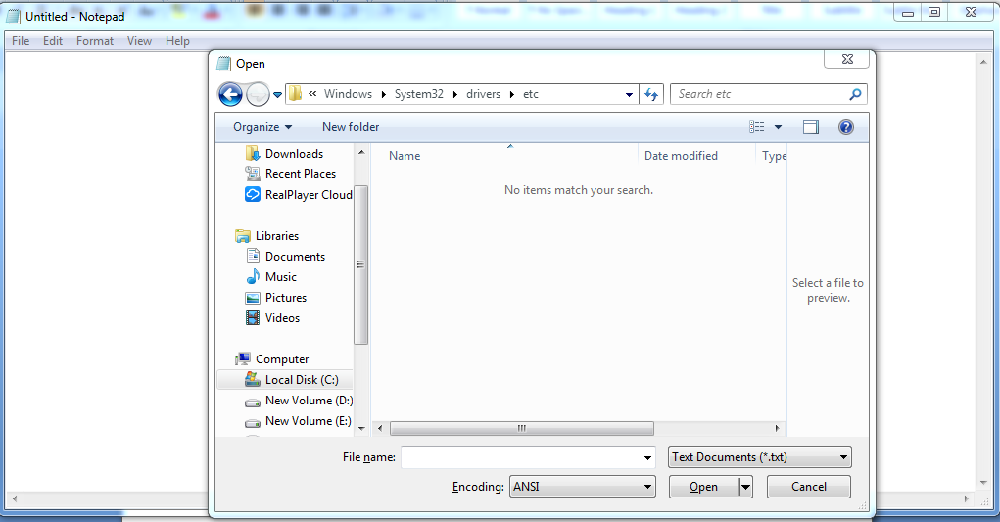 Untitled - Notepad
File Edit Format View Help
Open
« Windows System32 drivers etc
Search etc
Organize New folder
Name Date modified Type
Downloads
Recent Places
RealPlayer Cloud
Libraries
Documents
Music
Pictures
Videos
Computer
Local Disk (C:)
New Volume (D:)
New Volume (E:)
No items match your search.
Select a file to
preview.
File name: Text Documents (*.txt)
Encoding: ANSI Open Cancel